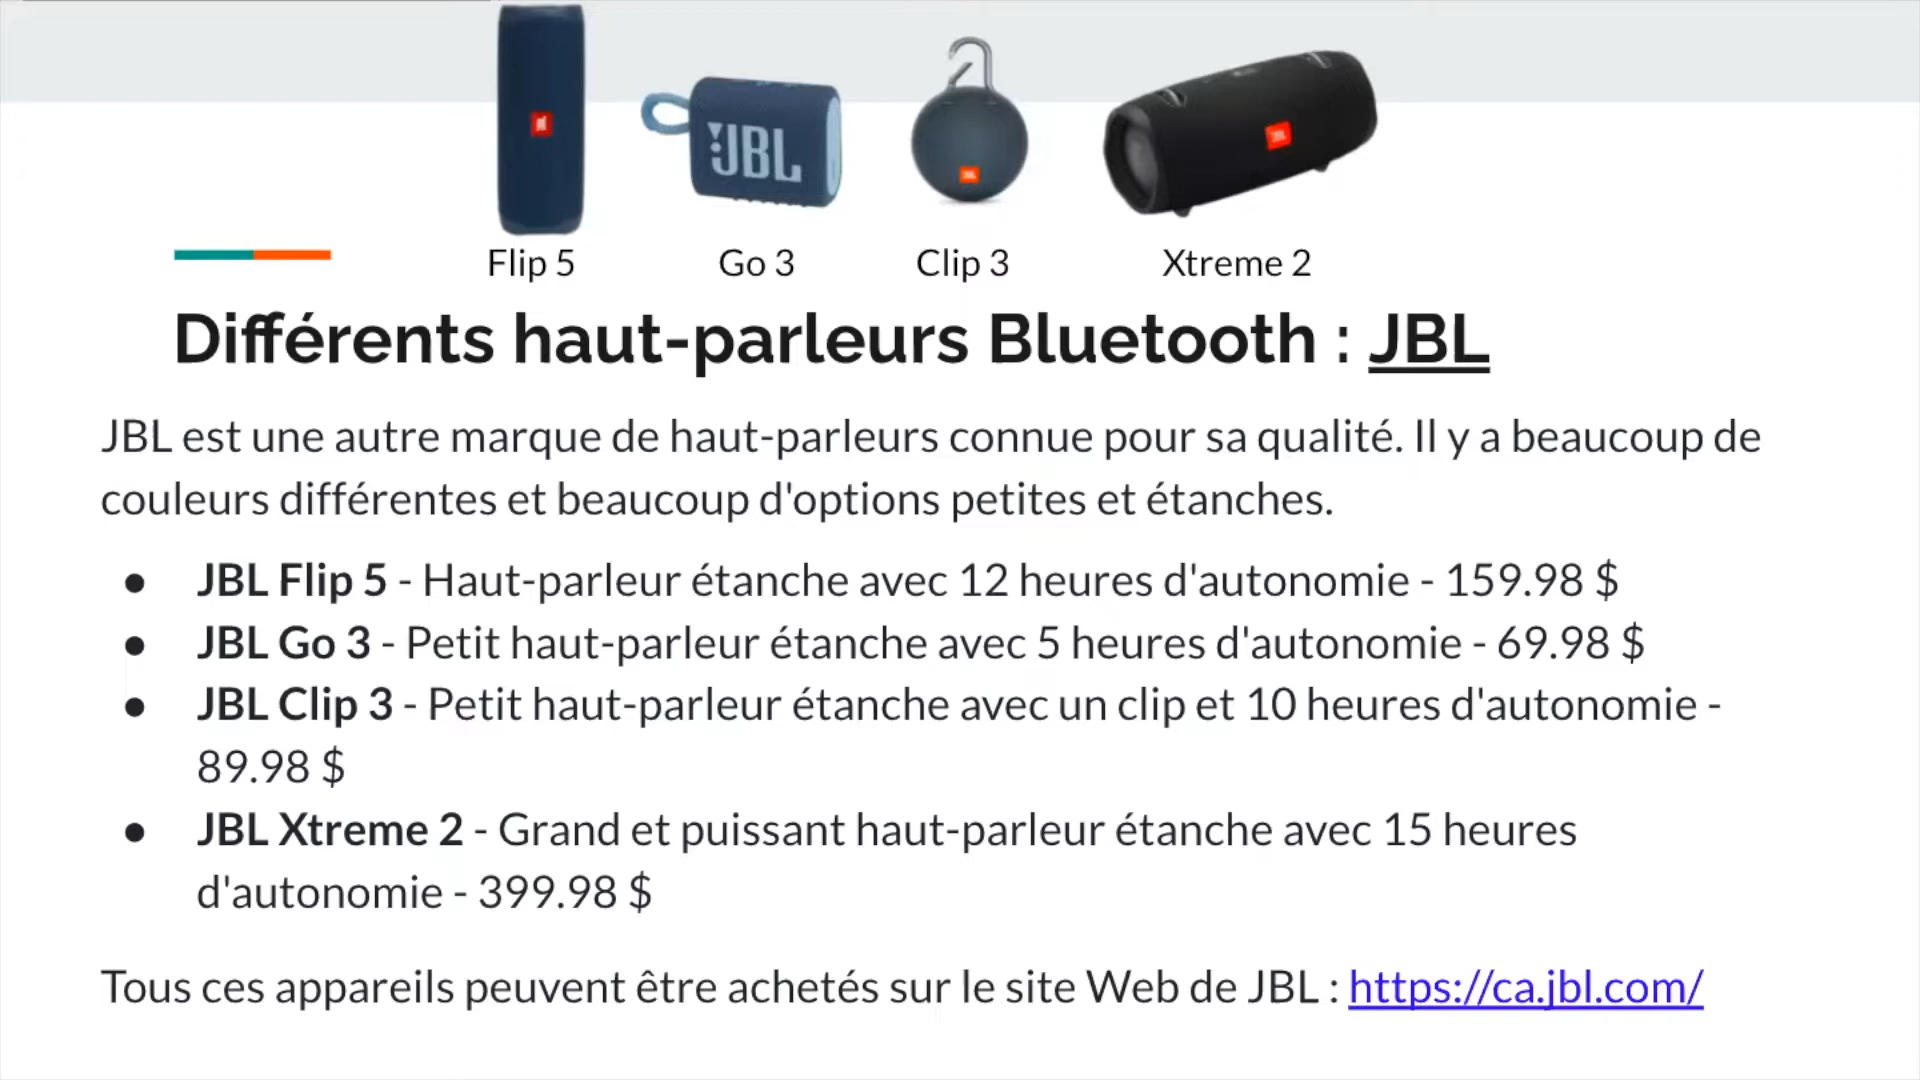 JBL
Flip 5
Go 3
Clip 3
Xtreme 2
Différents haut-parleurs Bluetooth : JBL
JBL est une autre marque de haut-parleurs connue pour sa qualité. Il y a beaucoup de
couleurs différentes et beaucoup d'options petites et étanches.
● JBL Flip 5 - Haut-parleur étanche avec 12 heures d'autonomie - 159.98 $
● JBL Go 3 - Petit haut-parleur étanche avec 5 heures d'autonomie - 69.98 $
● JBL Clip 3 - Petit haut-parleur étanche avec un clip et 10 heures d'autonomie -
89.98 $
● JBL Xtreme 2 - Grand et puissant haut-parleur étanche avec 15 heures
d'autonomie - 399.98 $
Tous ces appareils peuvent être achetés sur le site Web de JBL : https://ca.jbl.com/